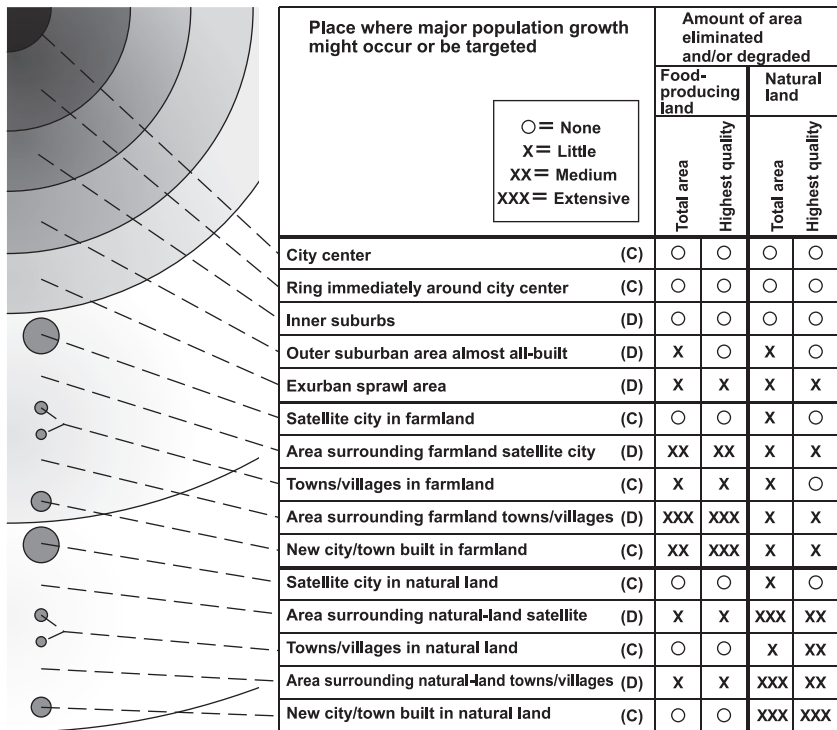 Place where major population growth
might occur or be targeted
Amount of area
eliminated
and/or degraded
Food-
producing
land
Natural
land
○= None
X= Little
XX= Medium
XXX= Extensive
Total area
Highest quality
Total area
Highest quality
City center (C) ○ ○ ○ ○
Ring immediately around city center (C) ○ ○ ○ ○
Inner suburbs (D) ○ ○ ○ ○
Outer suburban area almost all-built (D) X ○ X ○
Exurban sprawl area (D) X X X X
Satellite city in farmland (C) ○ ○ X ○
Area surrounding farmland satellite city (D) XX XX X X
Towns/villages in farmland (C) X X X ○
Area surrounding farmland towns/villages (D) XXX XXX X X
New city/town built in farmland (C) XX XXX X X
Satellite city in natural land (C) ○ ○ X ○
Area surrounding natural-land satellite (D) X X XXX XX
Towns/villages in natural land (C) ○ ○ X XX
Area surrounding natural-land towns/villages (D) X X XXX XX
New city/town built in natural land (C) ○ ○ XXX XXX